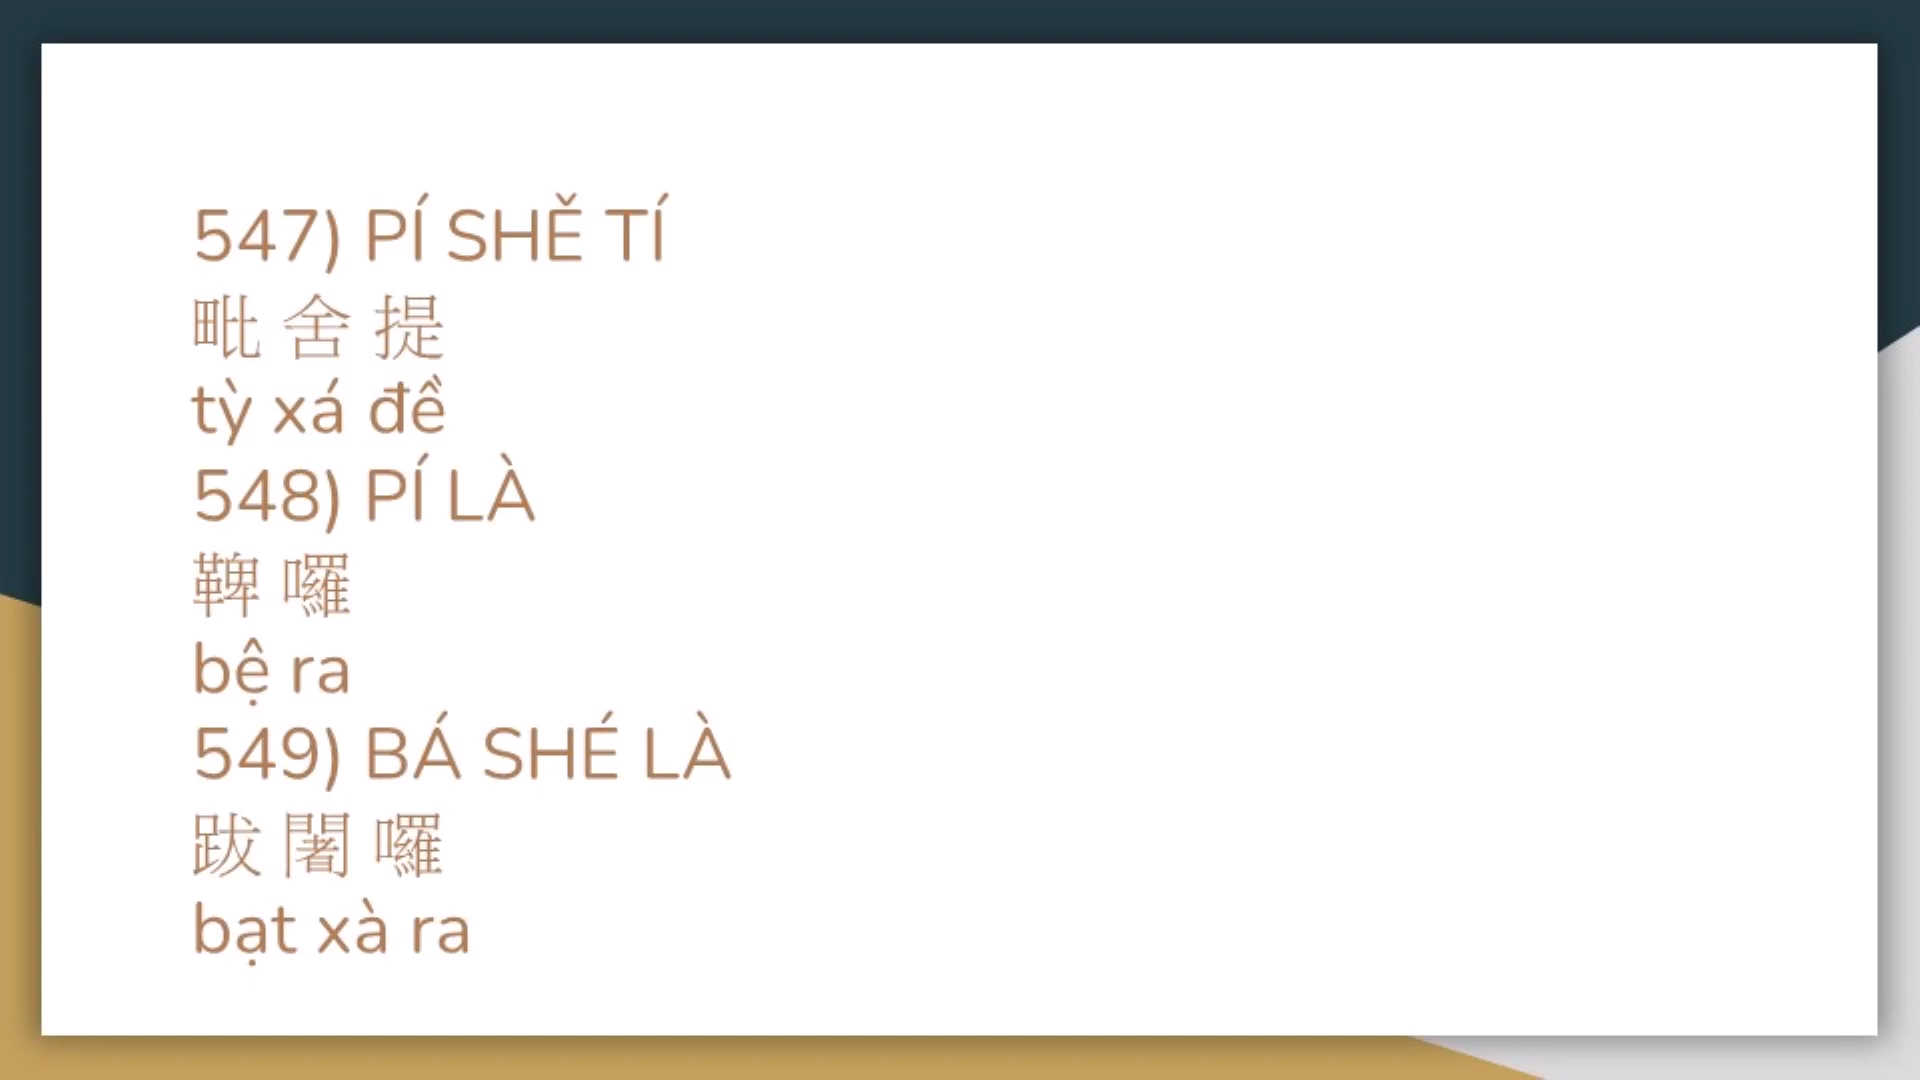 547) PÍ SHĚ TÍ
毗 舍 提
tỳ xá đề
548) PÍ LÀ
鞞 囉
bệ ra
549) BÁ SHÉ LÀ
跋 闍 囉
bạt xà ra